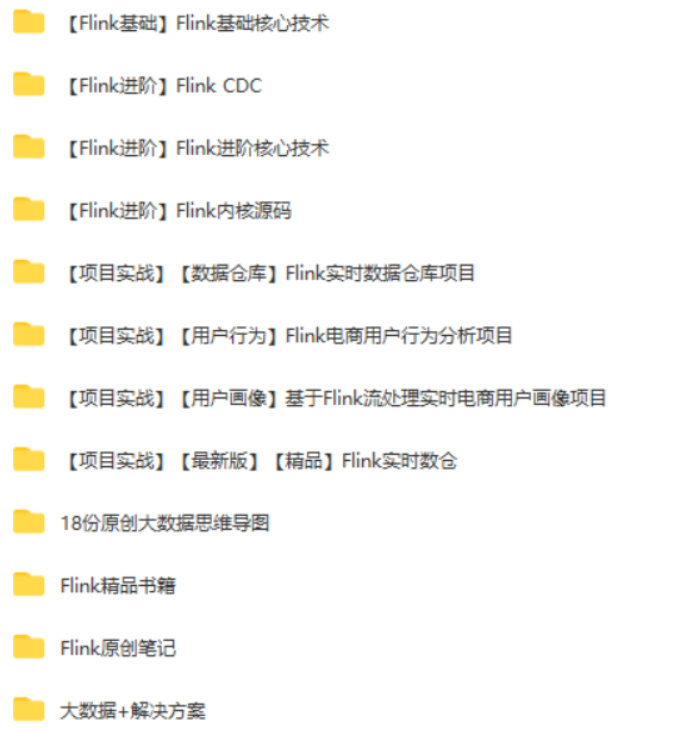 【Flink基础】Flink基础核心技术
【Flink进阶】Flink CDC
【Flink进阶】Flink进阶核心技术
【Flink进阶】Flink内核源码
【项目实战】【数据仓库】Flink实时数据仓库项目
【项目实战】【用户行为】Flink电商用户行为分析项目
【项目实战】【用户画像】基于Flink流处理实时电商用户画像项目
【项目实战】【最新版】【精品】Flink实时数仓
18份原创大数据思维导图
Flink精品书籍
Flink原创笔记
大数据+解决方案